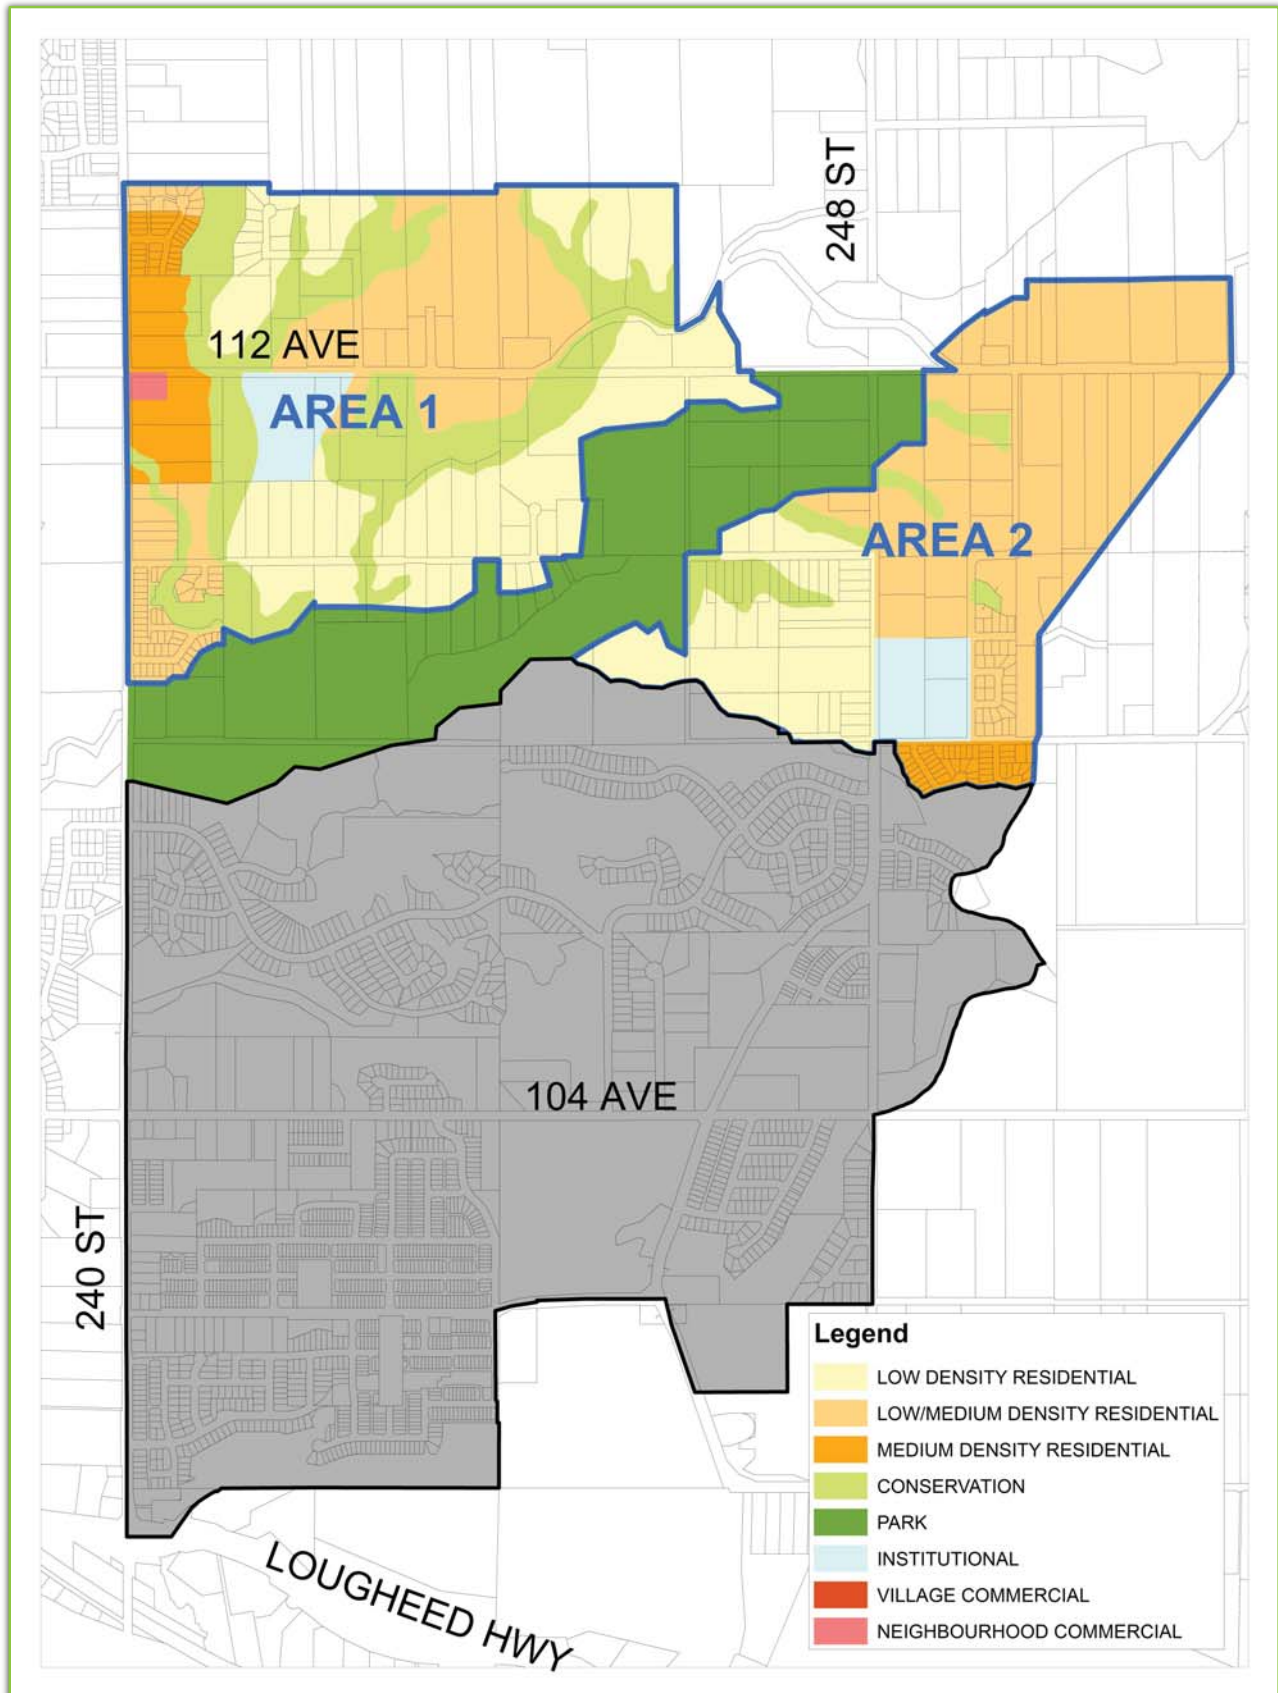 248 ST
112 AVE
AREA 1
AREA 2
104 AVE
240 ST
LOUGHEED HWY
Legend
LOW DENSITY RESIDENTIAL
LOW/MEDIUM DENSITY RESIDENTIAL
MEDIUM DENSITY RESIDENTIAL
CONSERVATION
PARK
INSTITUTIONAL
VILLAGE COMMERCIAL
NEIGHBOURHOOD COMMERCIAL